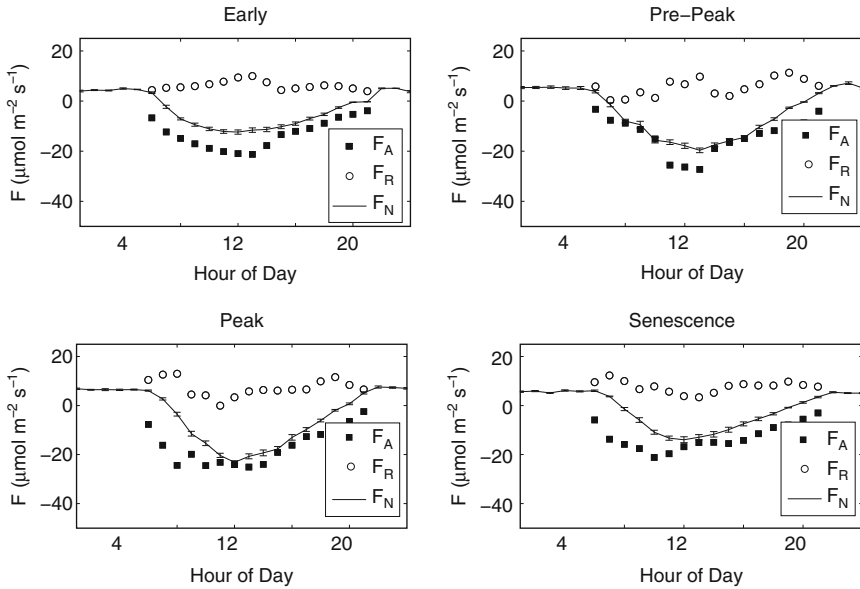 Early
20
0
−20
−40
F (μmol m−2 s−1)
F_A
F_R
F_N
4
12
20
Hour of Day
Pre−Peak
20
0
−20
−40
F (μmol m−2 s−1)
F_A
F_R
F_N
4
12
20
Hour of Day
Peak
20
0
−20
−40
F (μmol m−2 s−1)
F_A
F_R
F_N
4
12
20
Hour of Day
Senescence
20
0
−20
−40
F (μmol m−2 s−1)
F_A
F_R
F_N
4
12
20
Hour of Day